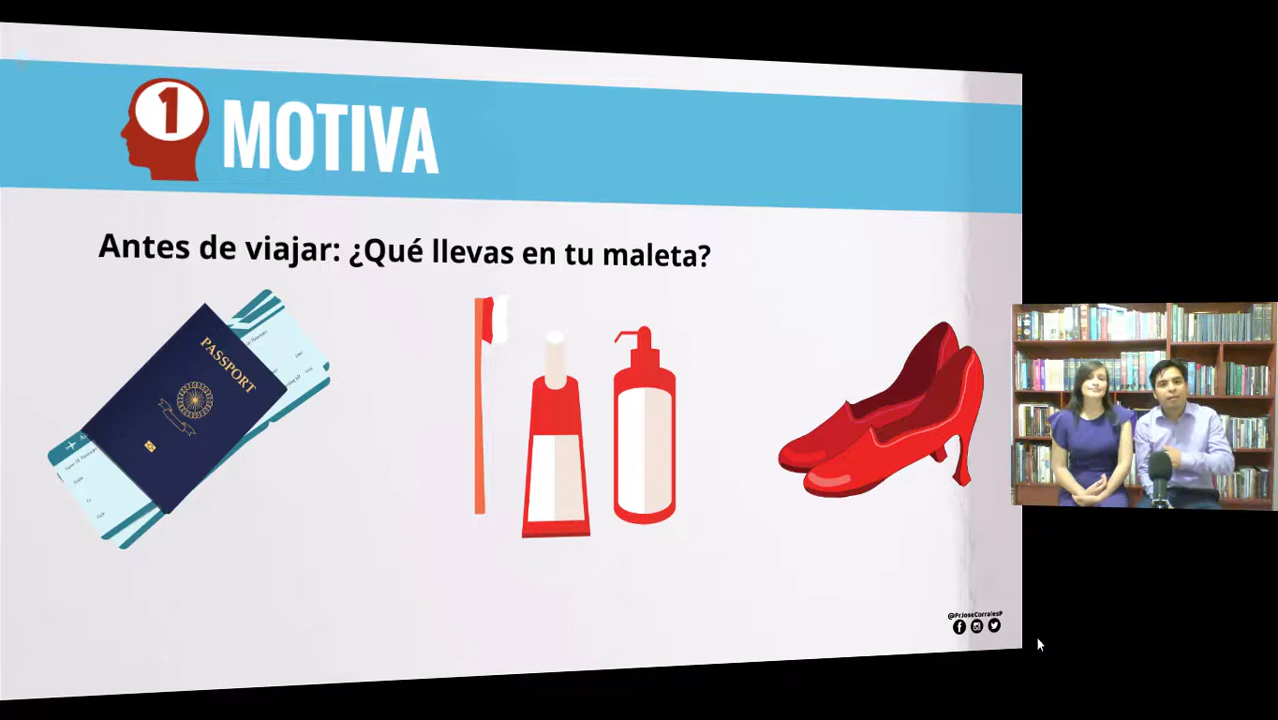 1 MOTIVA
Antes de viajar: ¿Qué llevas en tu maleta?
PASSPORT
@PrJoseCorralesP